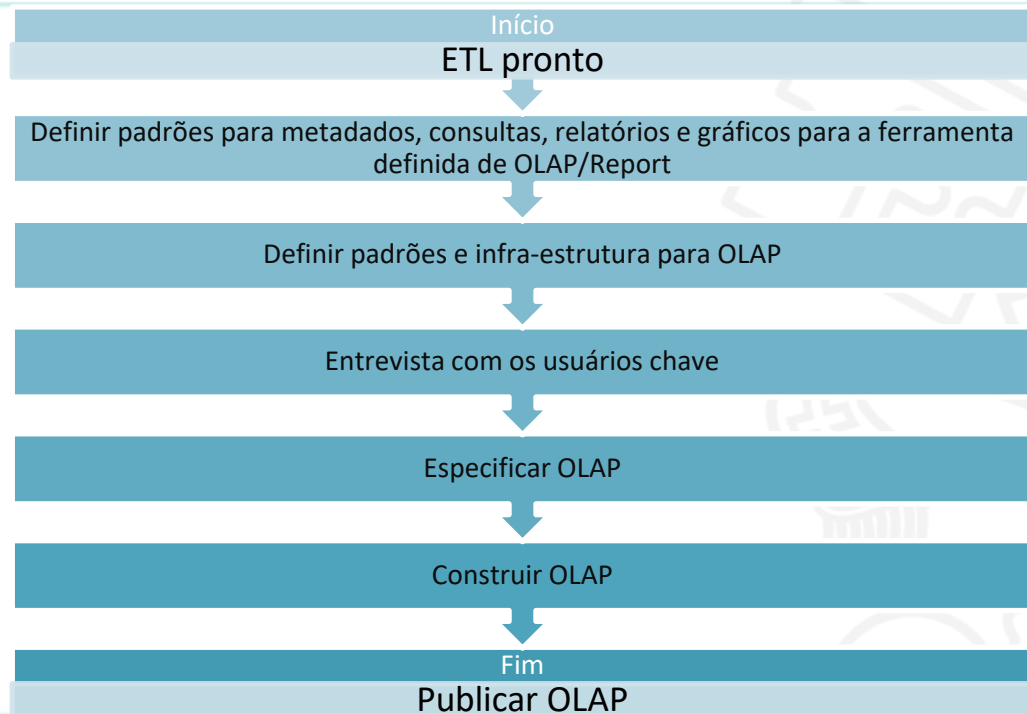 Início
ETL pronto
Definir padrões para metadados, consultas, relatórios e gráficos para a ferramenta
definida de OLAP/Report
Definir padrões e infra-estrutura para OLAP
Entrevista com os usuários chave
Especificar OLAP
Construir OLAP
Fim
Publicar OLAP